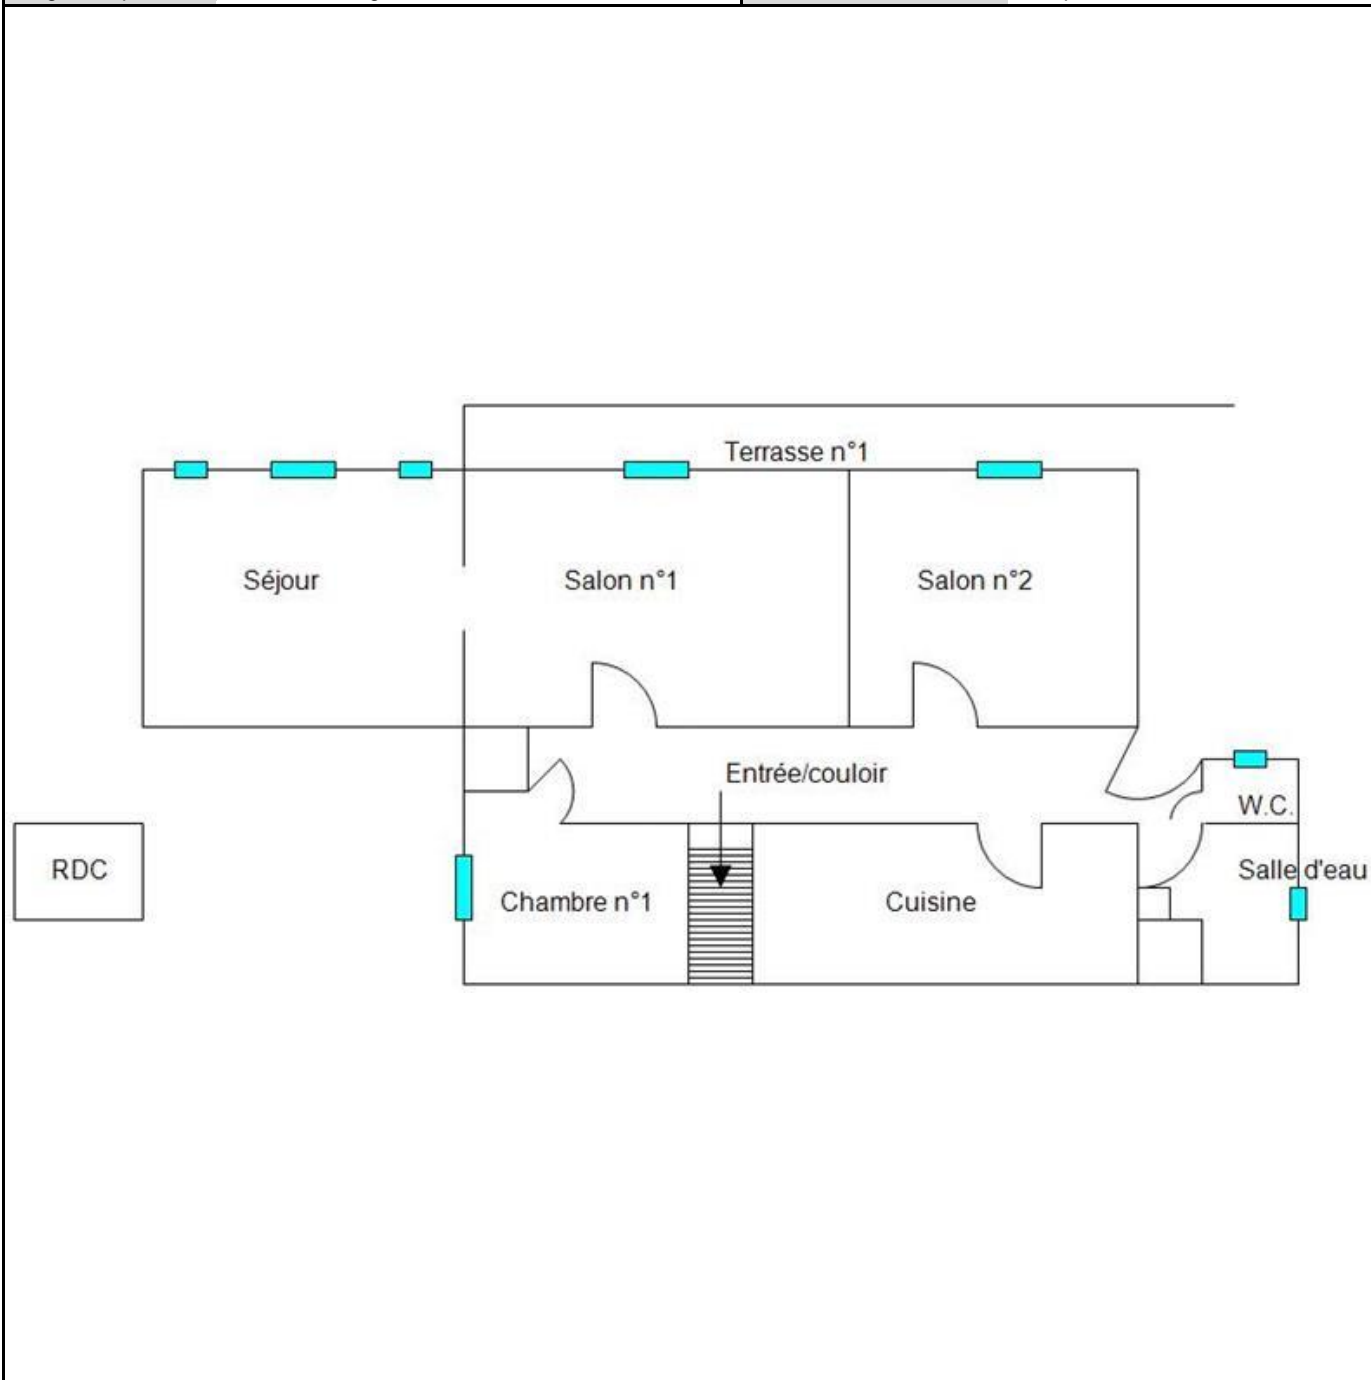 Terrasse n°1
Séjour
Salon n°1
Salon n°2
Entrée/couloir
W.C.
RDC
Salle d'eau
Chambre n°1
Cuisine